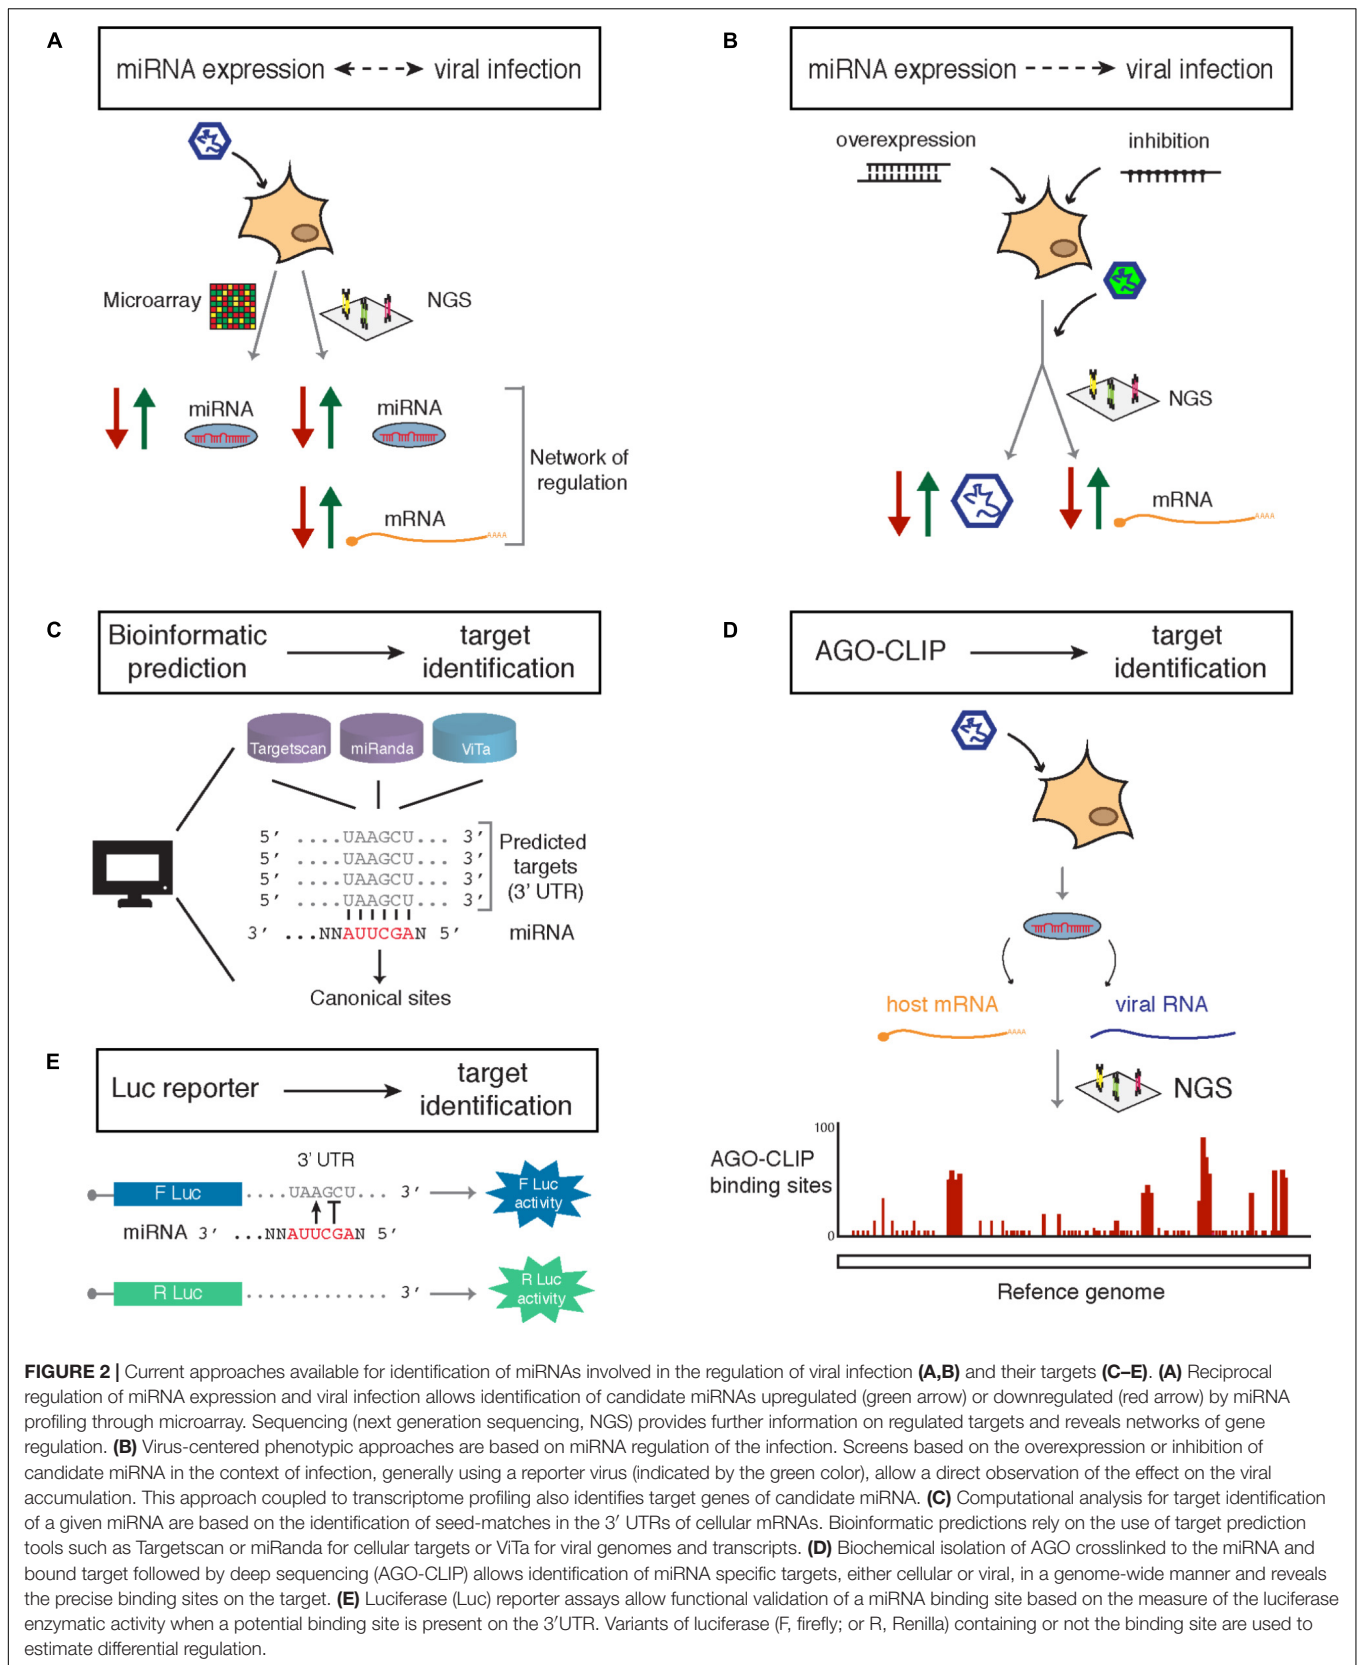 A
miRNA expression viral infection
Microarray
NGS
miRNA
miRNA
Network of
regulation
mRNA
AAAA
B
miRNA expression viral infection
overexpression
inhibition
NGS
mRNA
AAAA
C
Bioinformatic
prediction
target
identification
Targetscan
miRanda
ViTa
5′ ....UAAGCU... 3′
5′ ....UAAGCU... 3′
5′ ....UAAGCU... 3′
5′ ....UAAGCU... 3′
Predicted
targets
(3’ UTR)
3′ ...NNAUUCGAN 5′
miRNA
Canonical sites
D
AGO-CLIP
target
identification
host mRNA
AAAA
viral RNA
NGS
100
AGO-CLIP
binding sites
0
Refence genome
E
Luc reporter
target
identification
3’ UTR
F Luc ....UAAGCU... 3′
F Luc
activity
miRNA 3′ ...NNAUUCGAN 5′
R Luc ............. 3′
R Luc
activity
FIGURE 2 | Current approaches available for identification of miRNAs involved in the regulation of viral infection (A,B) and their targets (C–E). (A) Reciprocal
regulation of miRNA expression and viral infection allows identification of candidate miRNAs upregulated (green arrow) or downregulated (red arrow) by miRNA
profiling through microarray. Sequencing (next generation sequencing, NGS) provides further information on regulated targets and reveals networks of gene
regulation. (B) Virus-centered phenotypic approaches are based on miRNA regulation of the infection. Screens based on the overexpression or inhibition of
candidate miRNA in the context of infection, generally using a reporter virus (indicated by the green color), allow a direct observation of the effect on the viral
accumulation. This approach coupled to transcriptome profiling also identifies target genes of candidate miRNA. (C) Computational analysis for target identification
of a given miRNA are based on the identification of seed-matches in the 3′ UTRs of cellular mRNAs. Bioinformatic predictions rely on the use of target prediction
tools such as Targetscan or miRanda for cellular targets or ViTa for viral genomes and transcripts. (D) Biochemical isolation of AGO crosslinked to the miRNA and
bound target followed by deep sequencing (AGO-CLIP) allows identification of miRNA specific targets, either cellular or viral, in a genome-wide manner and reveals
the precise binding sites on the target. (E) Luciferase (Luc) reporter assays allow functional validation of a miRNA binding site based on the measure of the luciferase
enzymatic activity when a potential binding site is present on the 3′UTR. Variants of luciferase (F, firefly; or R, Renilla) containing or not the binding site are used to
estimate differential regulation.